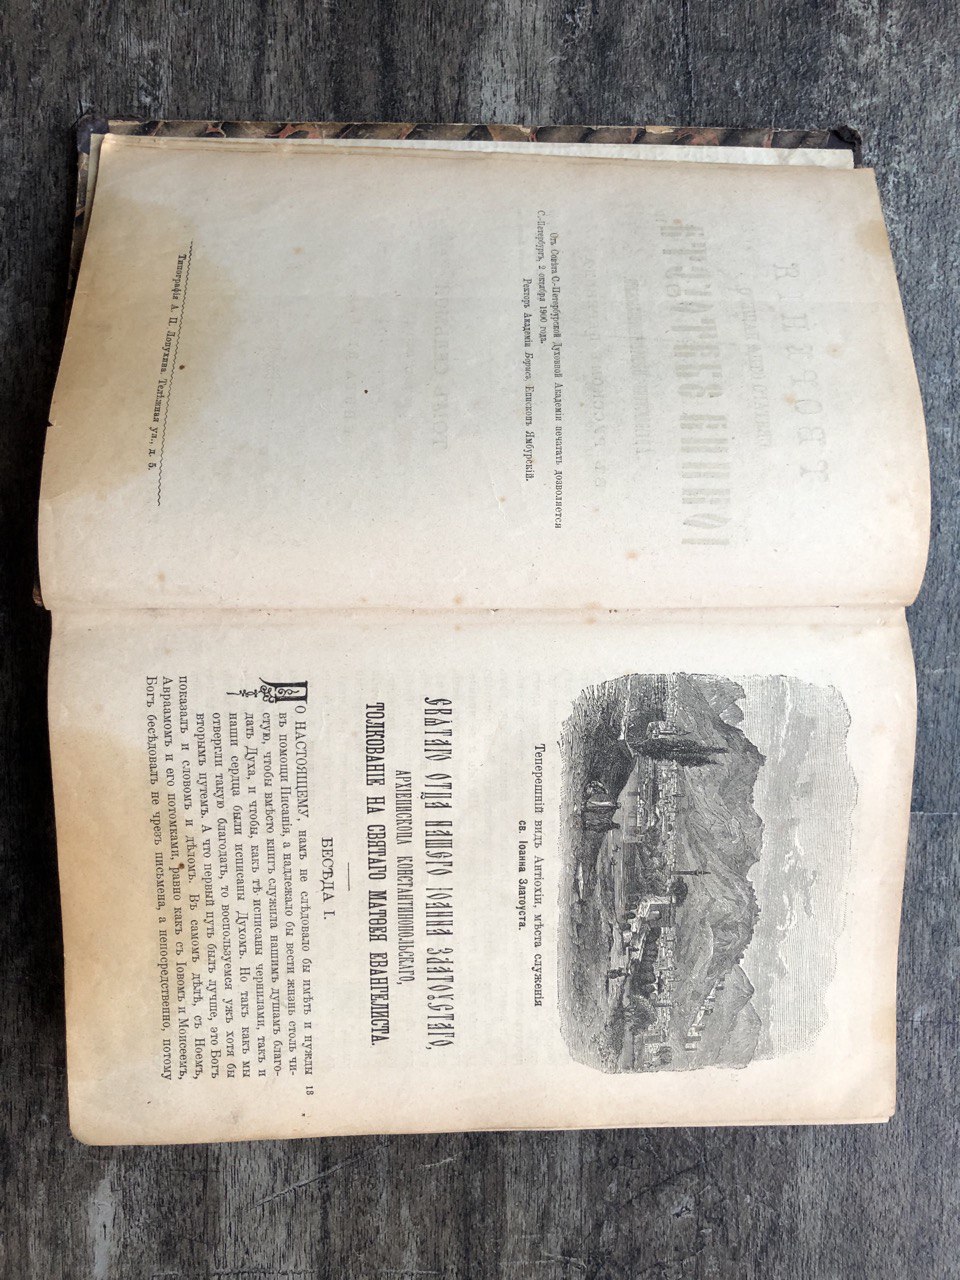 Отъ Совѣта С.-Петербурской Духовной Академіи печатать дозволяется
С.-Петербургъ, 2 октября 1900 года.
Ректоръ Академіи Борисъ, Епископъ Ямбургскій.
Типографія А. П. Лопухина. Телѣжная ул., д. 5.
Теперешній видъ Антіохіи, мѣста служенія
св. Іоанна Златоуста.
СВЯТАГО ОТЦА НАШЕГО ІОАННА ЗЛАТОУСТАГО,
АРХІЕПИСКОПА КОНСТАНТИНОПОЛЬСКАГО,
ТОЛКОВАНІЕ НА СВЯТАГО МАТѲЕЯ ЕВАНГЕЛИСТА.
БЕСѢДА I.
ПО НАСТОЯЩЕМУ, намъ не слѣдовало бы имѣть и нужды 1
въ помощи Писанія, а надлежало бы вести жизнь столь чи-
стую, чтобы вмѣсто книгъ служила нашимъ душамъ благо-
дать Духа, и чтобы, какъ тѣ исписаны чернилами, такъ и
наши сердца были исписаны Духомъ. Но такъ какъ мы
отвергли такую благодать, то воспользуемся ужъ хотя бы
вторымъ путемъ. А что первый путь былъ лучше, это Богъ
показалъ и словомъ и дѣломъ. Въ самомъ дѣлѣ, съ Ноемъ,
Авраамомъ и его потомками, равно какъ съ Іовомъ и Моисеемъ,
Богъ бесѣдовалъ не чрезъ письмена, а непосредственно, потому